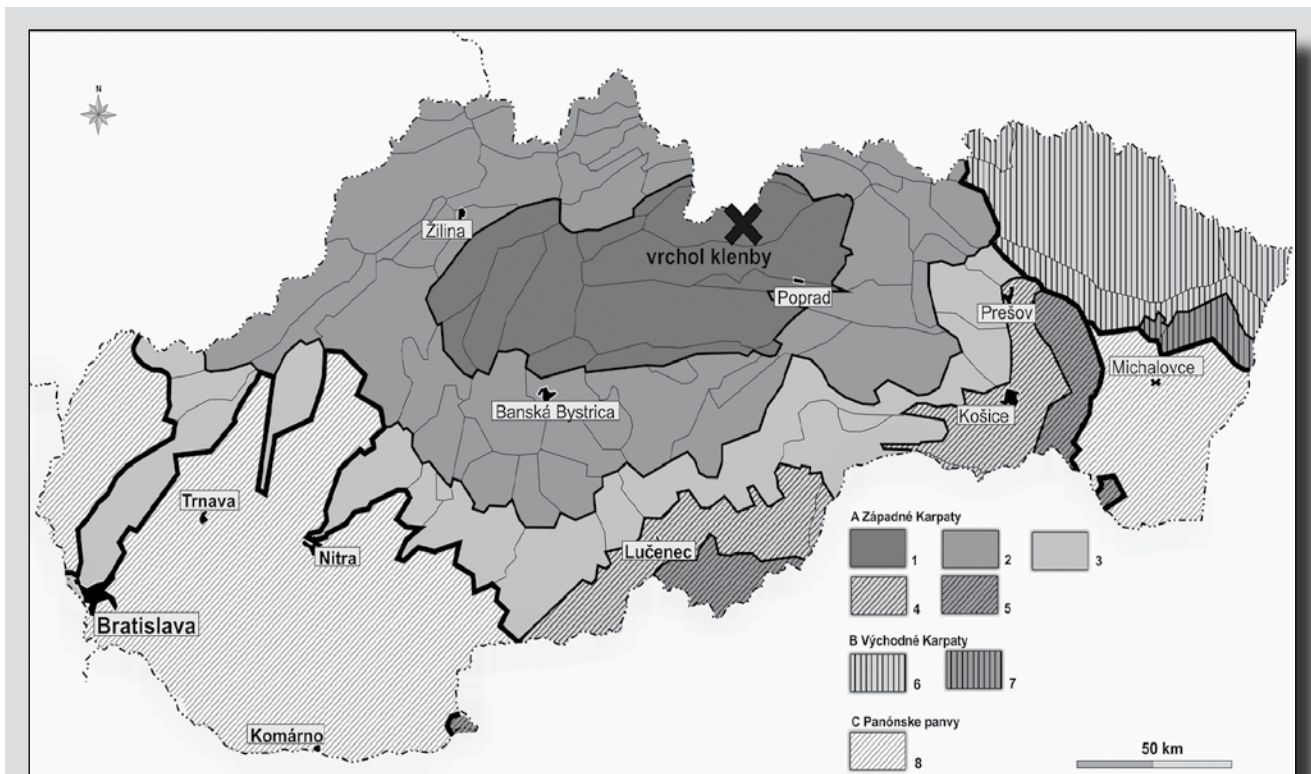 N
Žilina
vrchol klenby
Poprad
Prešov
Michalovce
Banská Bystrica
Košice
Trnava
Nitra
Lučenec
Bratislava
Komárno
A Západné Karpaty
1 2 3
4 5
B Východné Karpaty
6 7
C Panónske panvy
8
50 km